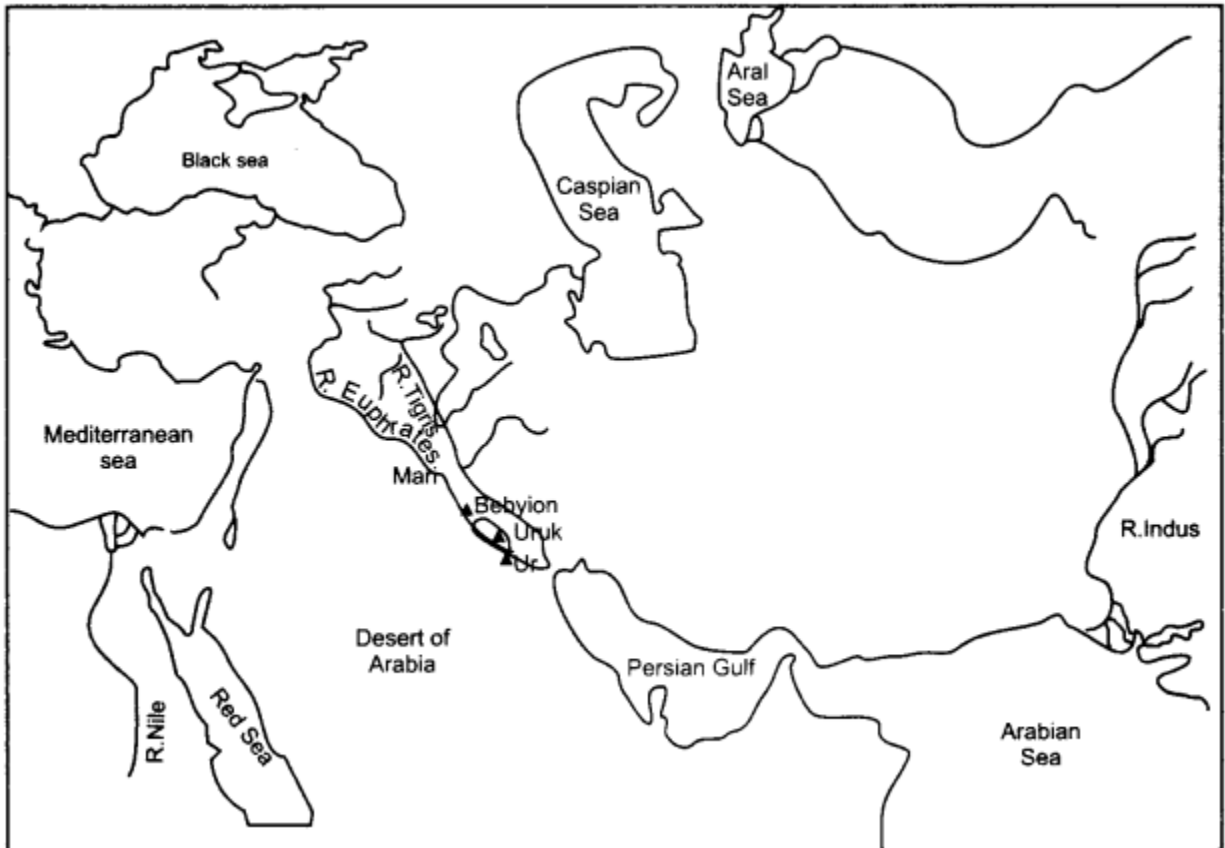 Aral
Sea
Black sea
Caspian
Sea
R. Euphrates.
R.Tigris
Mediterranean
sea
Mari
Bebyion
Uruk
Ur
R.Indus
Desert of
Arabia
Persian Gulf
R.Nile
Red Sea
Arabian
Sea